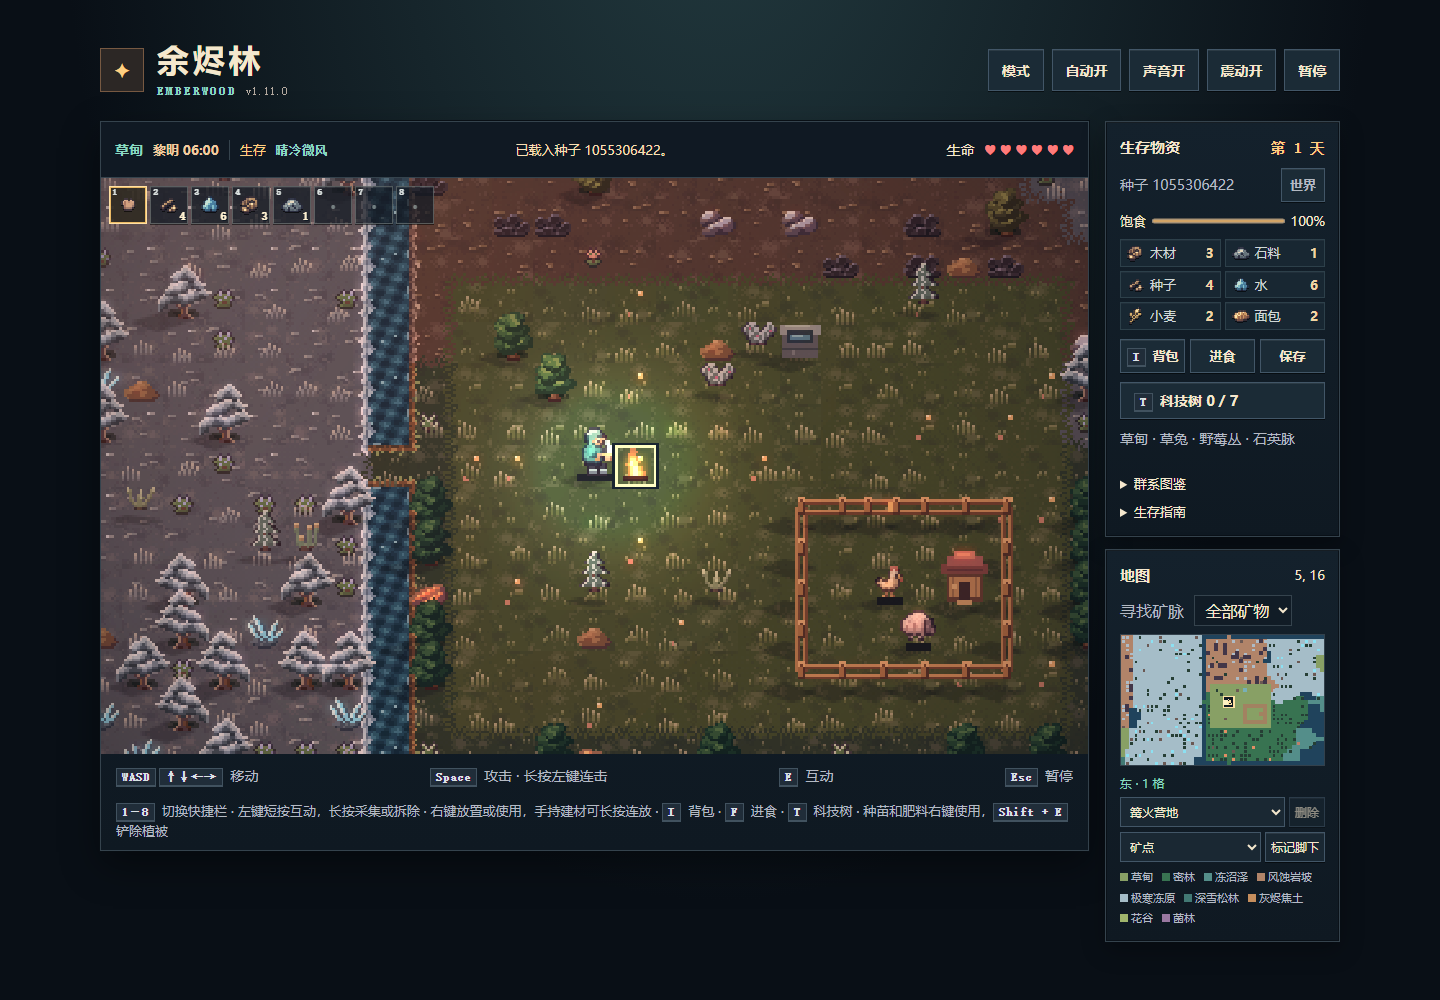 余烬林
EMBERWOOD v1.11.0
模式 自动开 声音开 震动开 暂停
草甸 黎明 06:00 生存 晴冷微风 已载入种子 1055306422。 生命
1 2 4 3 6 4 3 5 1 6 7 8
WASD ↑↓←→ 移动 Space 攻击 · 长按左键连击 E 互动 Esc 暂停
1-8 切换快捷栏 · 左键短按互动，长按采集或拆除 · 右键放置或使用，手持建材可长按连放 · I 背包 · F 进食 · T 科技树 · 种苗和肥料右键使用， Shift + E
铲除植被
生存物资 第 1 天
种子 1055306422 世界
饱食 100%
木材 3 石料 1
种子 4 水 6
小麦 2 面包 2
I 背包 进食 保存
T 科技树 0 / 7
草甸 · 草兔 · 野莓丛 · 石英脉
▶ 群系图鉴
▶ 生存指南
地图 5, 16
寻找矿脉 全部矿物
东 · 1 格
篝火营地 删除
矿点 标记脚下
草甸 密林 冻沼泽 风蚀岩坡
极寒冻原 深雪松林 灰烬焦土
花谷 菌林